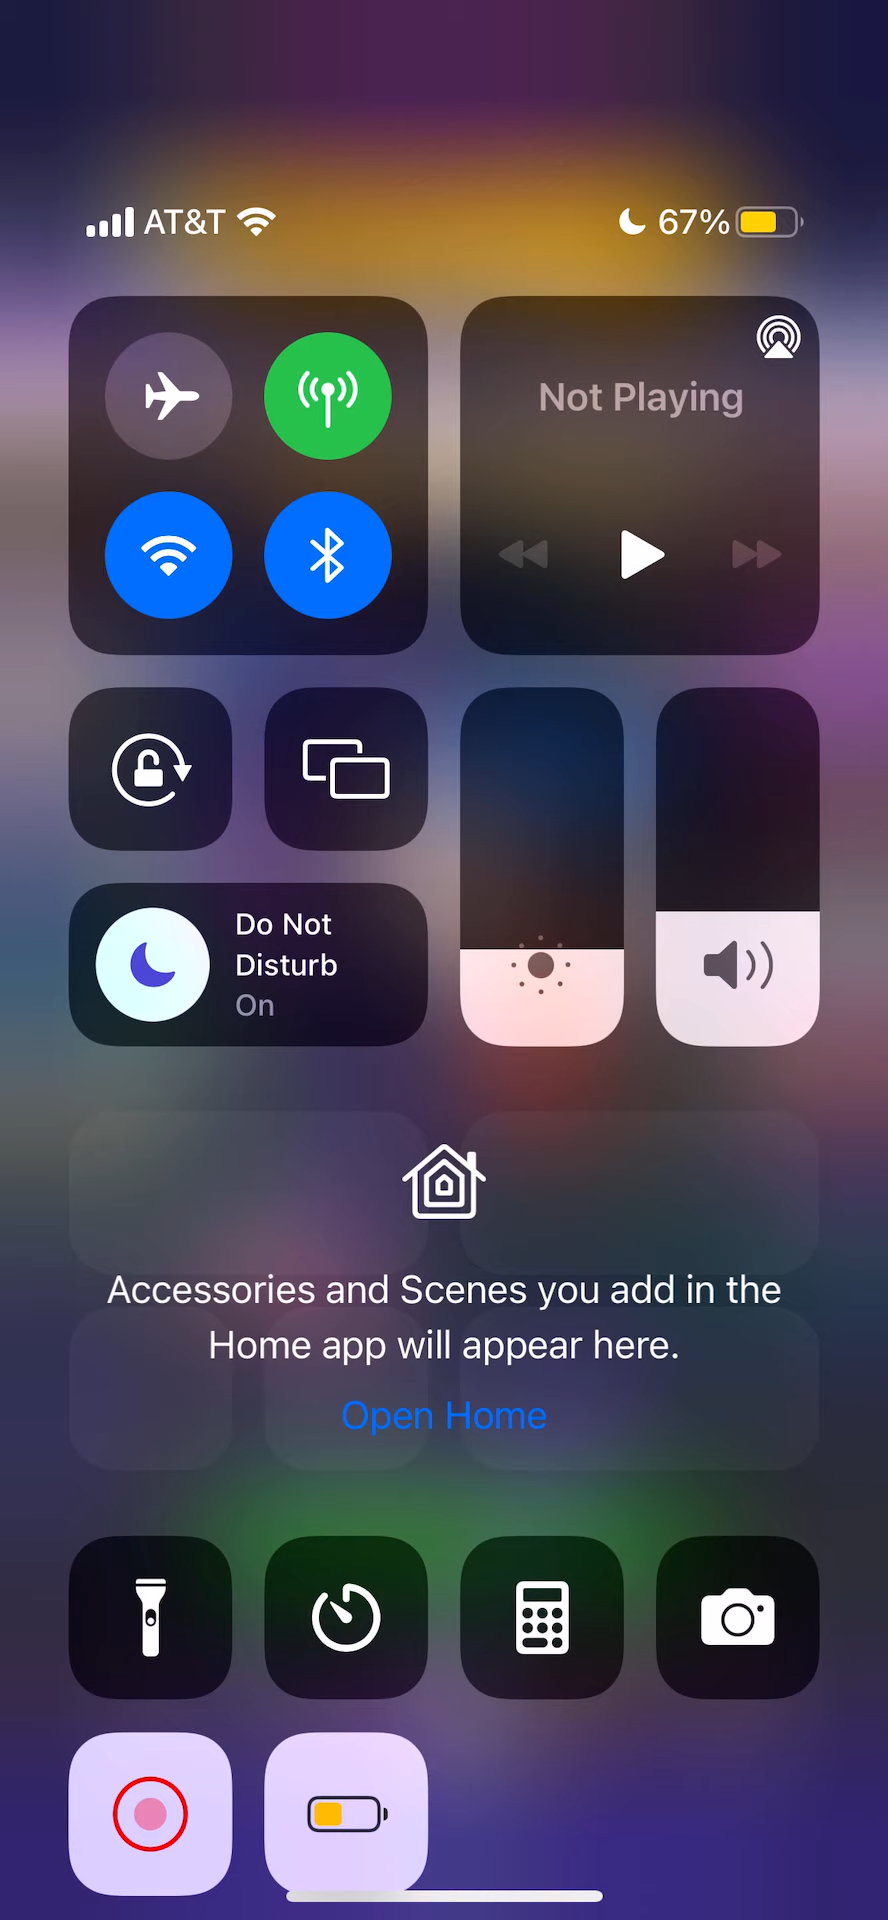 AT&T 67%
Not Playing
Do Not
Disturb
On
Accessories and Scenes you add in the
Home app will appear here.
Open Home